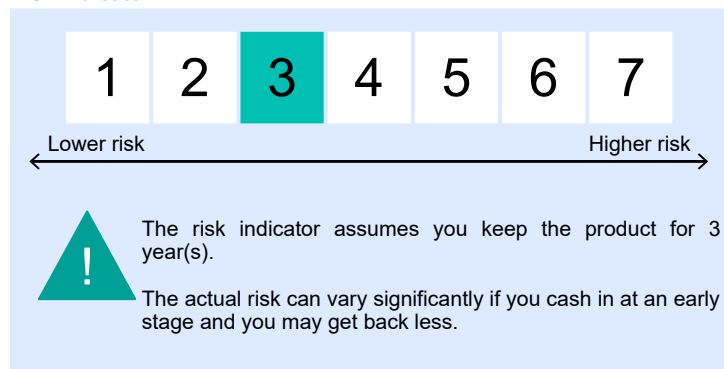 1 2 3 4 5 6 7
Lower risk Higher risk
!
The risk indicator assumes you keep the product for 3
year(s).
The actual risk can vary significantly if you cash in at an early
stage and you may get back less.